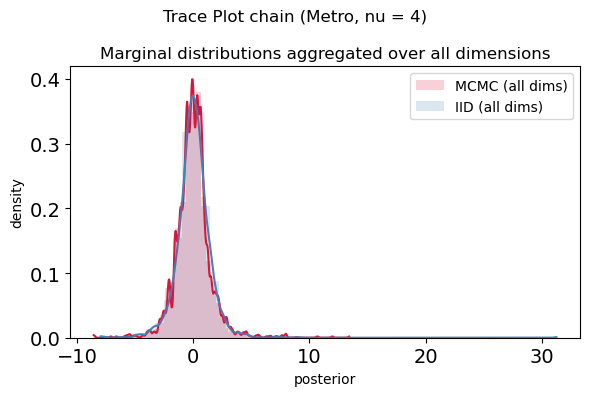 Trace Plot chain (Metro, nu = 4)
Marginal distributions aggregated over all dimensions
MCMC (all dims)
IID (all dims)
density
0.4
0.3
0.2
0.1
0.0
−10
0
10
20
30
posterior